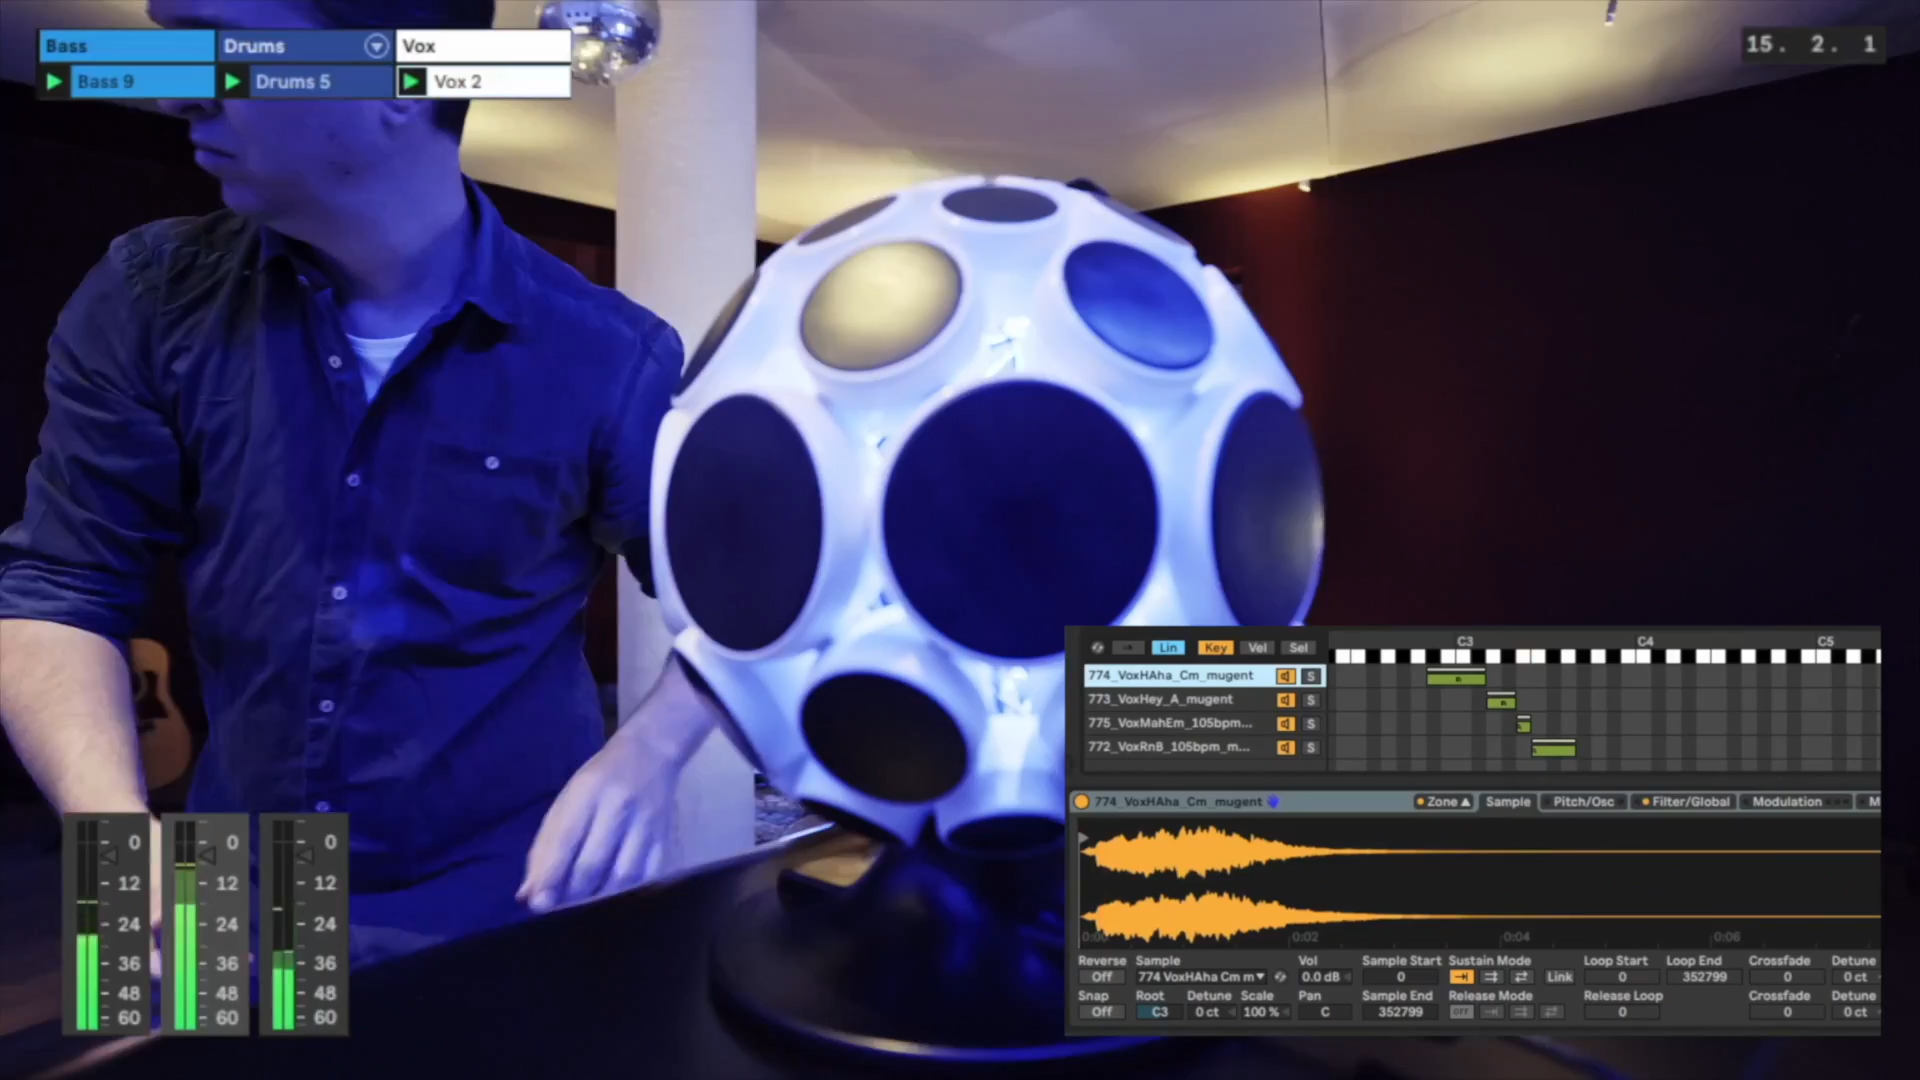 Bass Drums Vox
Bass 9 Drums 5 Vox 2
15. 2. 1
Lin Key Vel Sel C3 C4 C5
774_VoxHAha_Cm_mugent S
773_VoxHey_A_mugent S
775_VoxMahEm_105bpm... S
772_VoxRnB_105bpm_m... S
774_VoxHAha_Cm_mugent Zone Sample Pitch/Osc Filter/Global Modulation M
0:00 0:02 0:04 0:06
Reverse Sample Vol Sample Start Sustain Mode Loop Start Loop End Crossfade Detune
Off 774 VoxHAha Cm m 0.0 dB 0 Link 0 352799 0 0 ct
Snap Root Detune Scale Pan Sample End Release Mode Release Loop Crossfade Detune
Off C3 0 ct 100 % C 352799 Off 0 0 0 ct
0 0 0
12 12 12
24 24 24
36 36 36
48 48 48
60 60 60